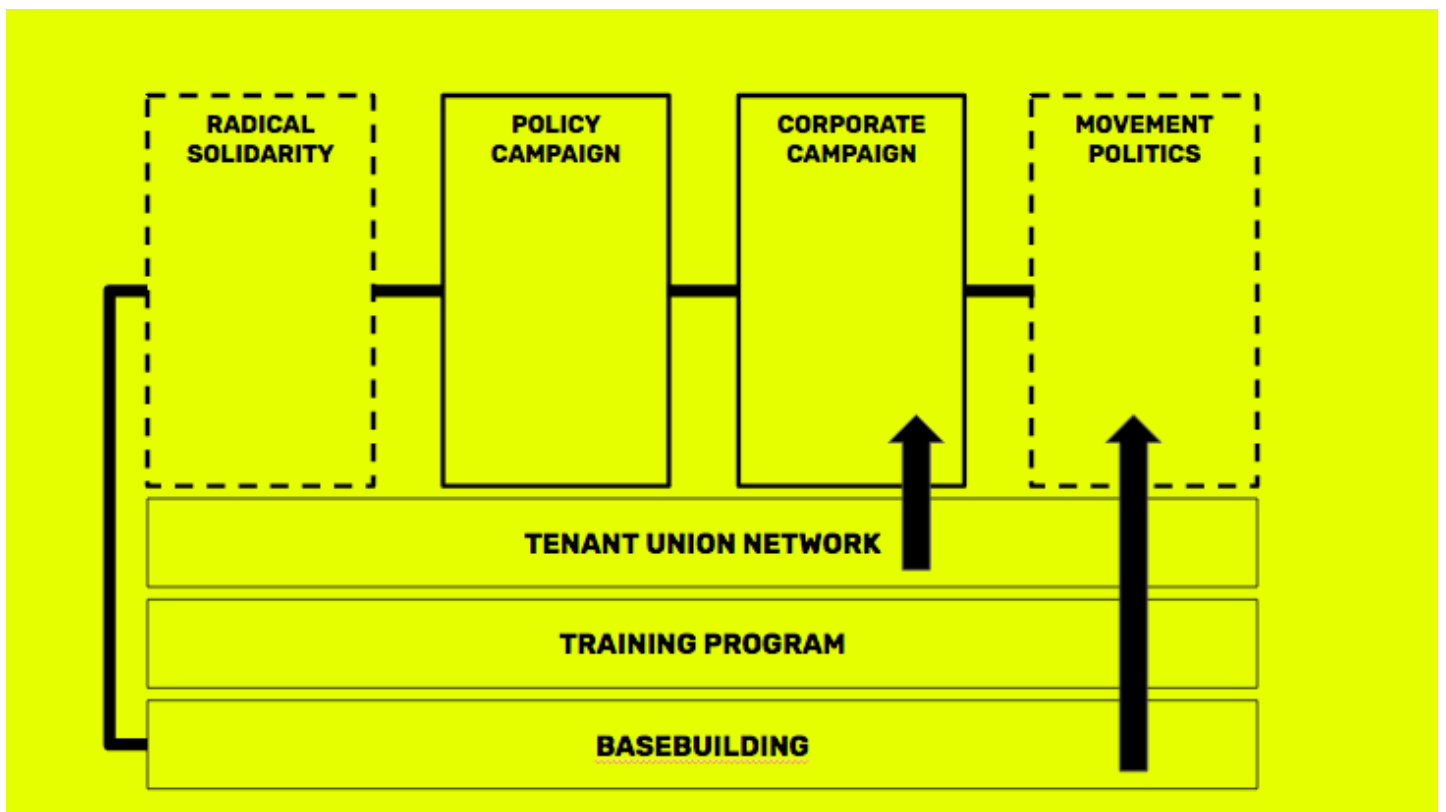 RADICAL
SOLIDARITY
POLICY
CAMPAIGN
CORPORATE
CAMPAIGN
MOVEMENT
POLITICS
TENANT UNION NETWORK
TRAINING PROGRAM
BASEBUILDING